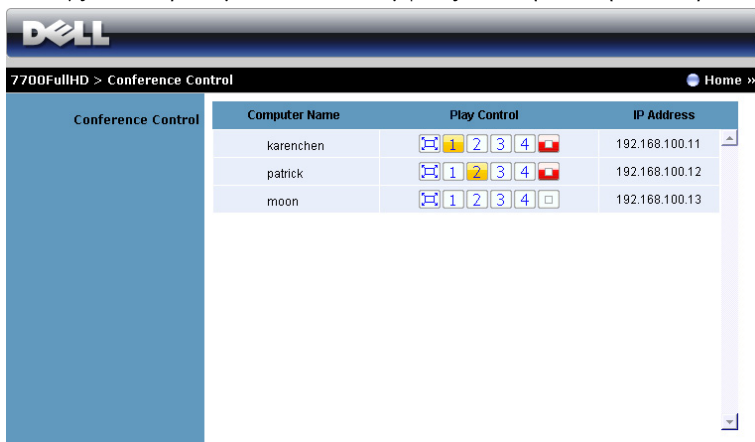 DELL
7700FullHD > Conference Control
Home »
Conference Control
Computer Name Play Control IP Address
karenchen 1 2 3 4 192.168.100.11
patrick 1 2 3 4 192.168.100.12
moon 1 2 3 4 192.168.100.13